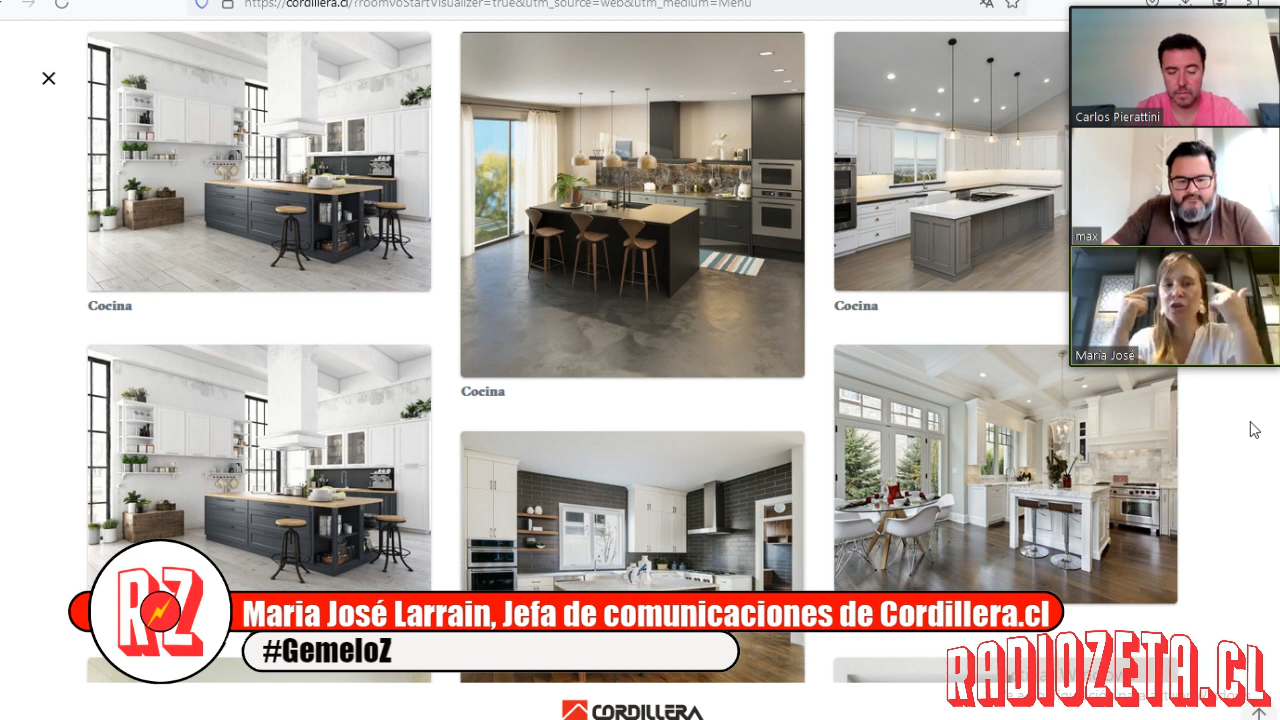 https://cordillera.cl/?roomvoStartVisualizer=true&utm_source=web&utm_medium=Menu
Carlos Pierattini
max
Maria José
Cocina
Cocina
Cocina
RZ
Maria José Larrain, Jefa de comunicaciones de Cordillera.cl
#GemeloZ
RADIOZETA.CL
CORDILLERA